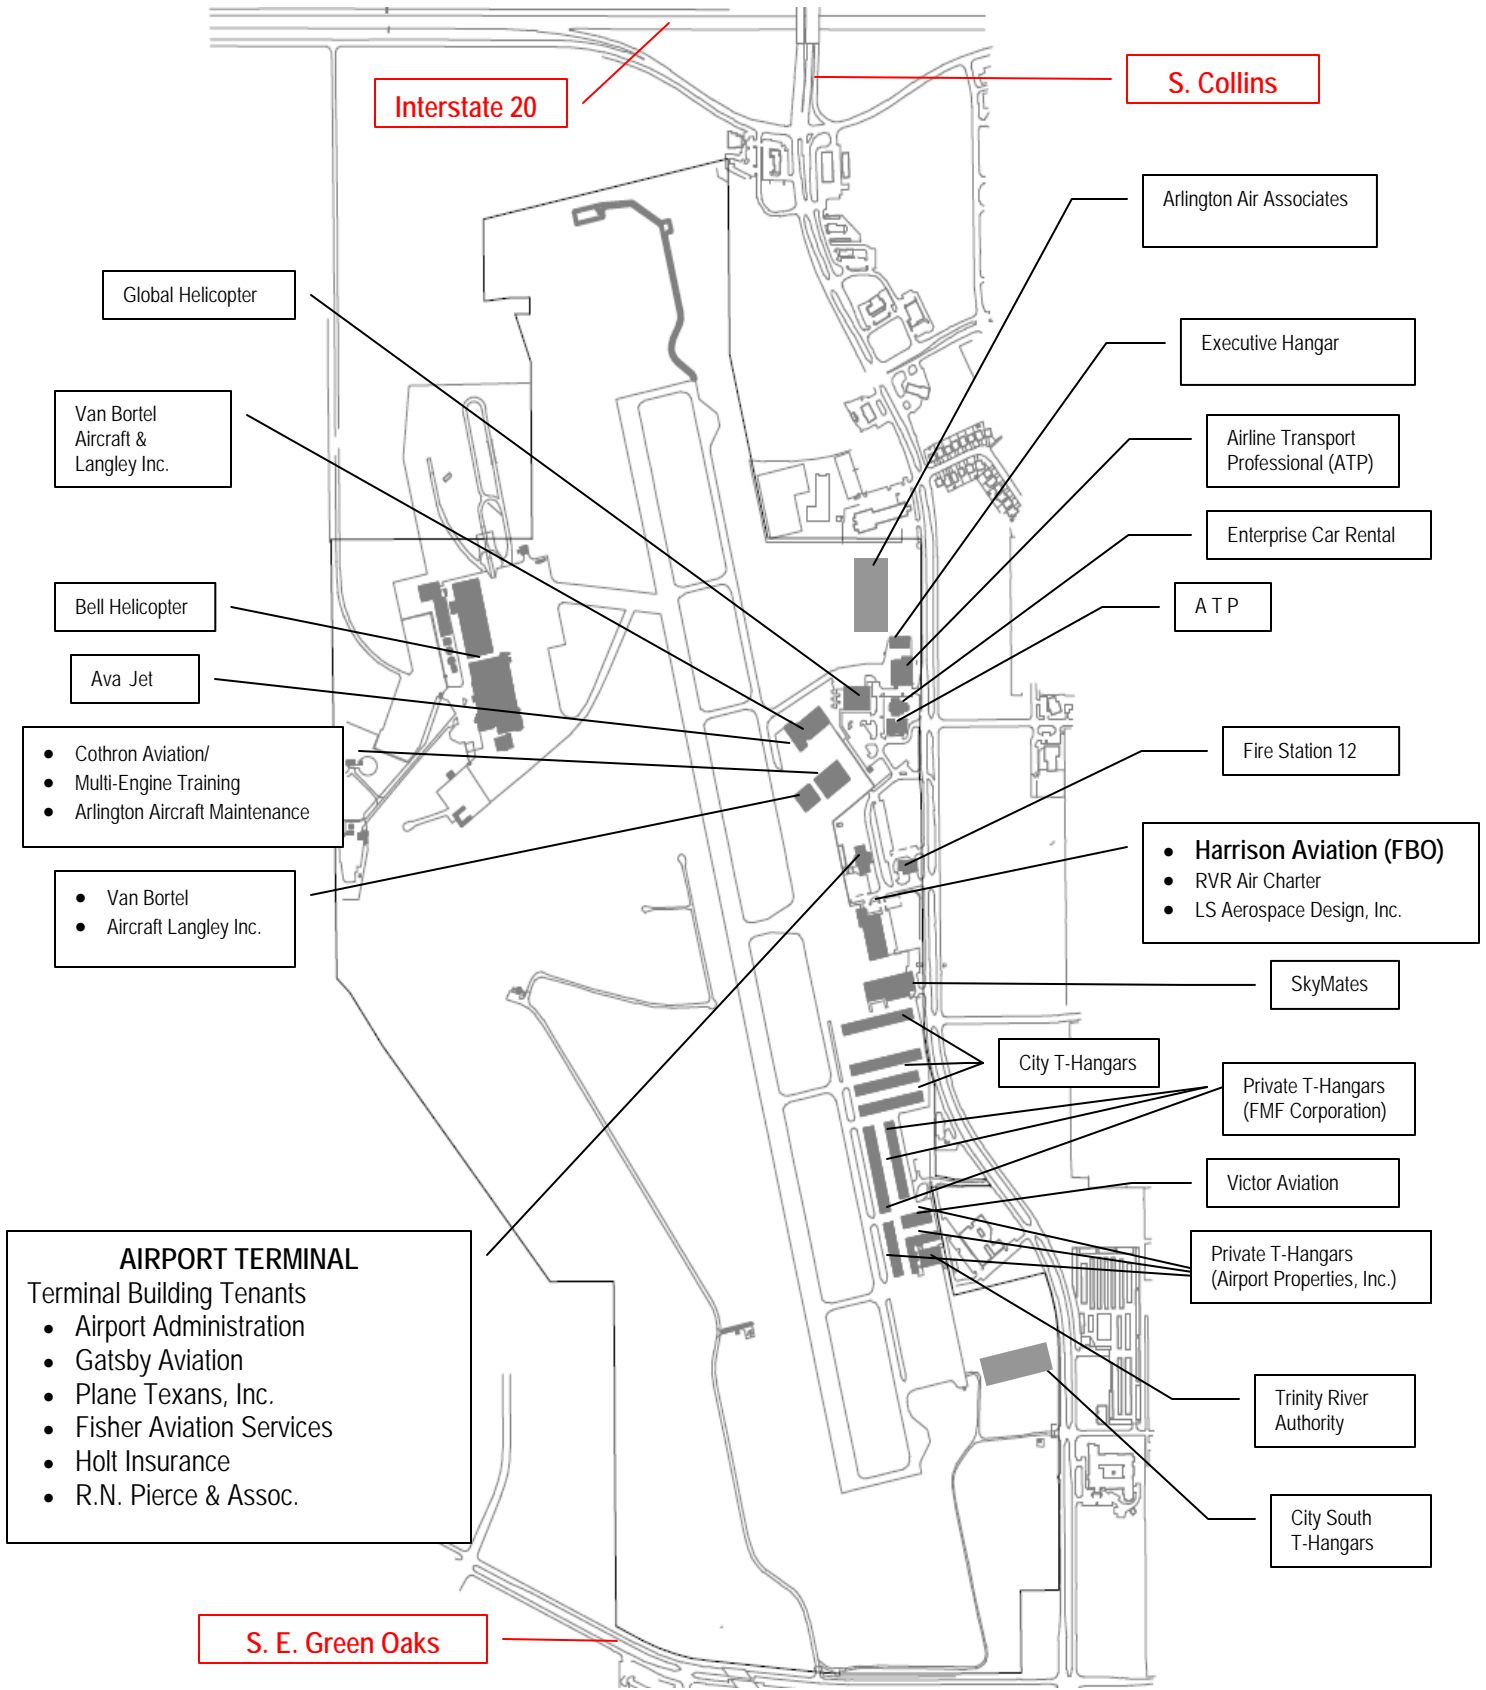 Interstate 20
S. Collins
Arlington Air Associates
Global Helicopter
Executive Hangar
Van Bortel
Aircraft &
Langley Inc.
Airline Transport
Professional (ATP)
Enterprise Car Rental
Bell Helicopter
A T P
Ava Jet
• Cothron Aviation/
• Multi-Engine Training
• Arlington Aircraft Maintenance
Fire Station 12
• Harrison Aviation (FBO)
• RVR Air Charter
• LS Aerospace Design, Inc.
• Van Bortel
• Aircraft Langley Inc.
SkyMates
City T-Hangars
Private T-Hangars
(FMF Corporation)
Victor Aviation
Private T-Hangars
(Airport Properties, Inc.)
AIRPORT TERMINAL
Terminal Building Tenants
• Airport Administration
• Gatsby Aviation
• Plane Texans, Inc.
• Fisher Aviation Services
• Holt Insurance
• R.N. Pierce & Assoc.
Trinity River
Authority
City South
T-Hangars
S. E. Green Oaks